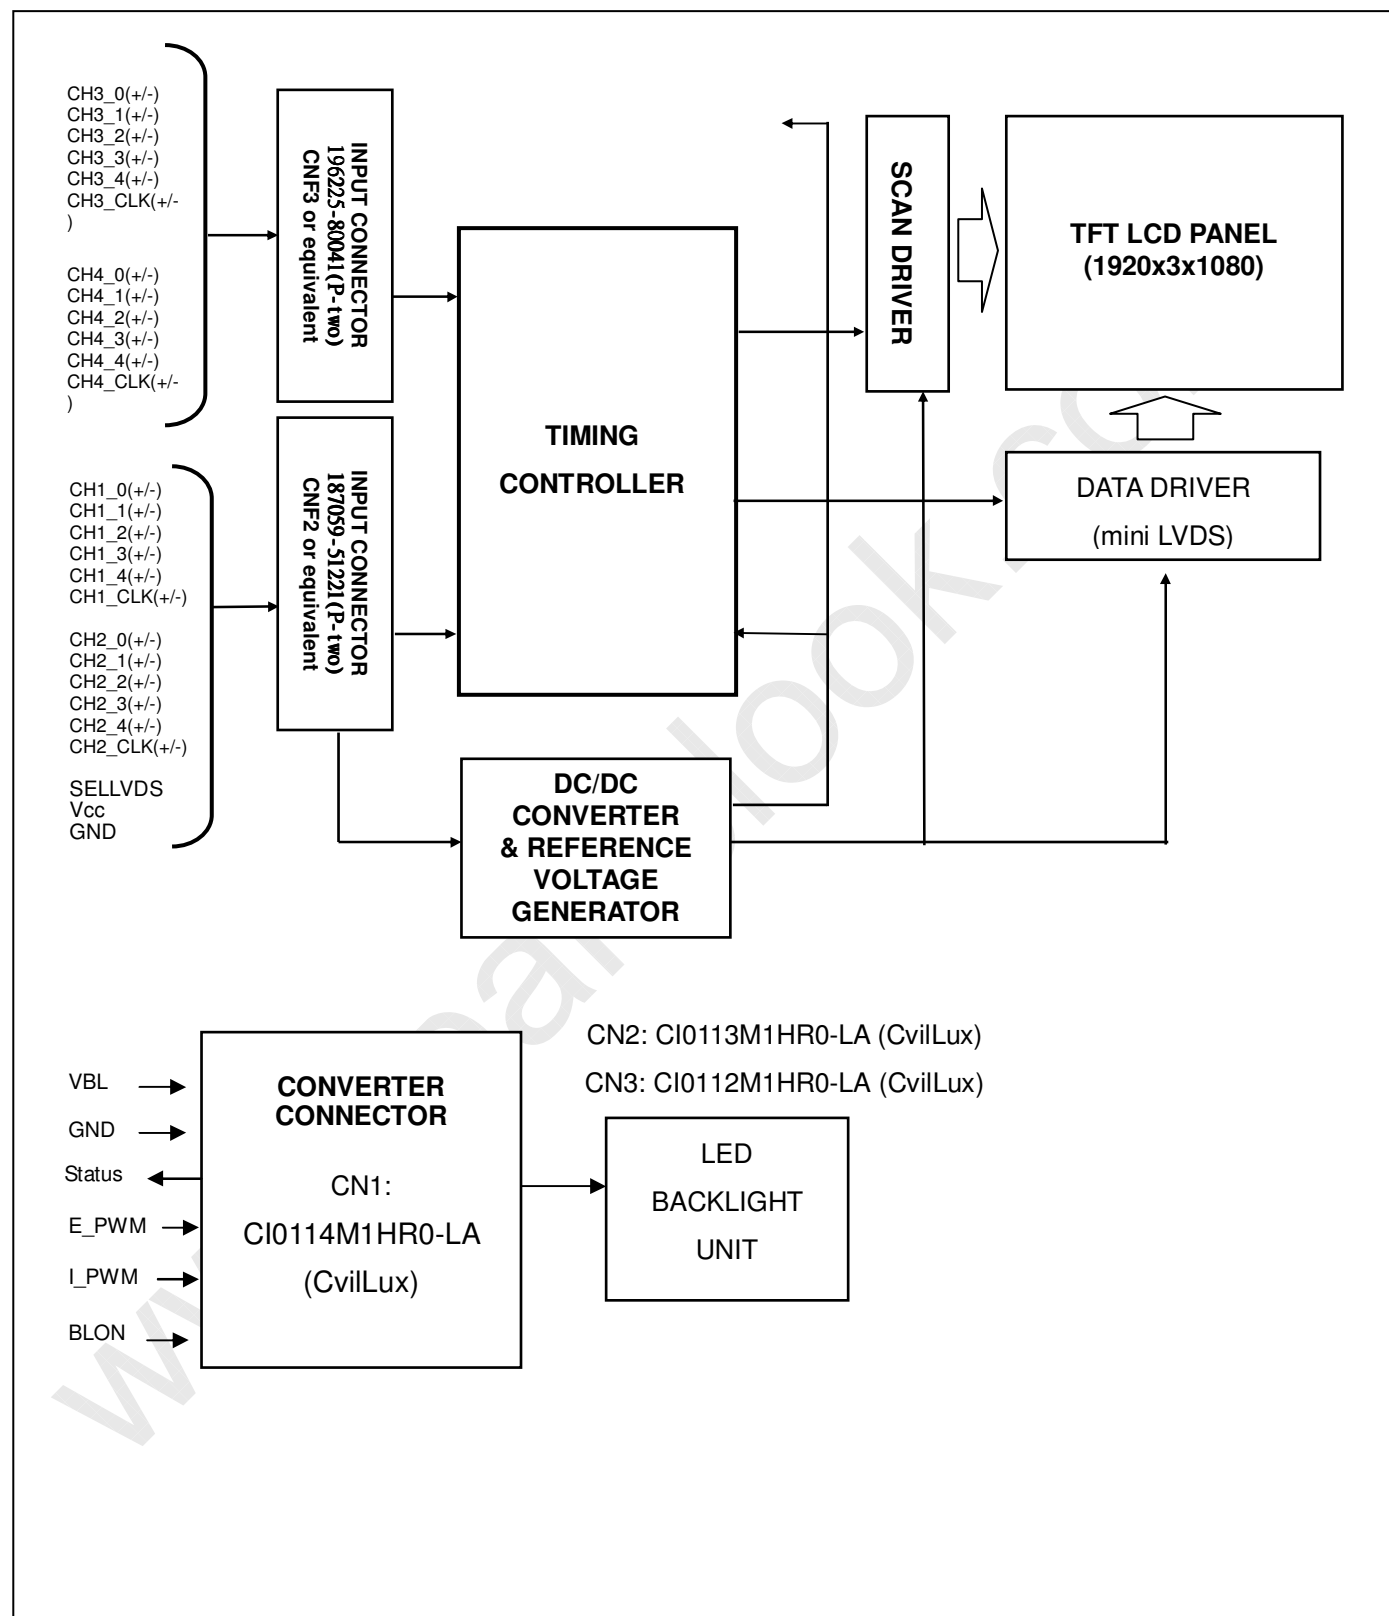 CH3_0(+/-)
CH3_1(+/-)
CH3_2(+/-)
CH3_3(+/-)
CH3_4(+/-)
CH3_CLK(+/-
)
CH4_0(+/-)
CH4_1(+/-)
CH4_2(+/-)
CH4_3(+/-)
CH4_4(+/-)
CH4_CLK(+/-
)
INPUT CONNECTOR
196225-80041(P-two)
CNF3 or equivalent
CH1_0(+/-)
CH1_1(+/-)
CH1_2(+/-)
CH1_3(+/-)
CH1_4(+/-)
CH1_CLK(+/-)
CH2_0(+/-)
CH2_1(+/-)
CH2_2(+/-)
CH2_3(+/-)
CH2_4(+/-)
CH2_CLK(+/-)
SELLVDS
Vcc
GND
INPUT CONNECTOR
187059-51221(P-two)
CNF2 or equivalent
TIMING
CONTROLLER
SCAN DRIVER
TFT LCD PANEL
(1920x3x1080)
DATA DRIVER
(mini LVDS)
DC/DC
CONVERTER
& REFERENCE
VOLTAGE
GENERATOR
VBL
GND
Status
E_PWM
I_PWM
BLON
CONVERTER
CONNECTOR
CN1:
CI0114M1HR0-LA
(CvilLux)
CN2: CI0113M1HR0-LA (CvilLux)
CN3: CI0112M1HR0-LA (CvilLux)
LED
BACKLIGHT
UNIT